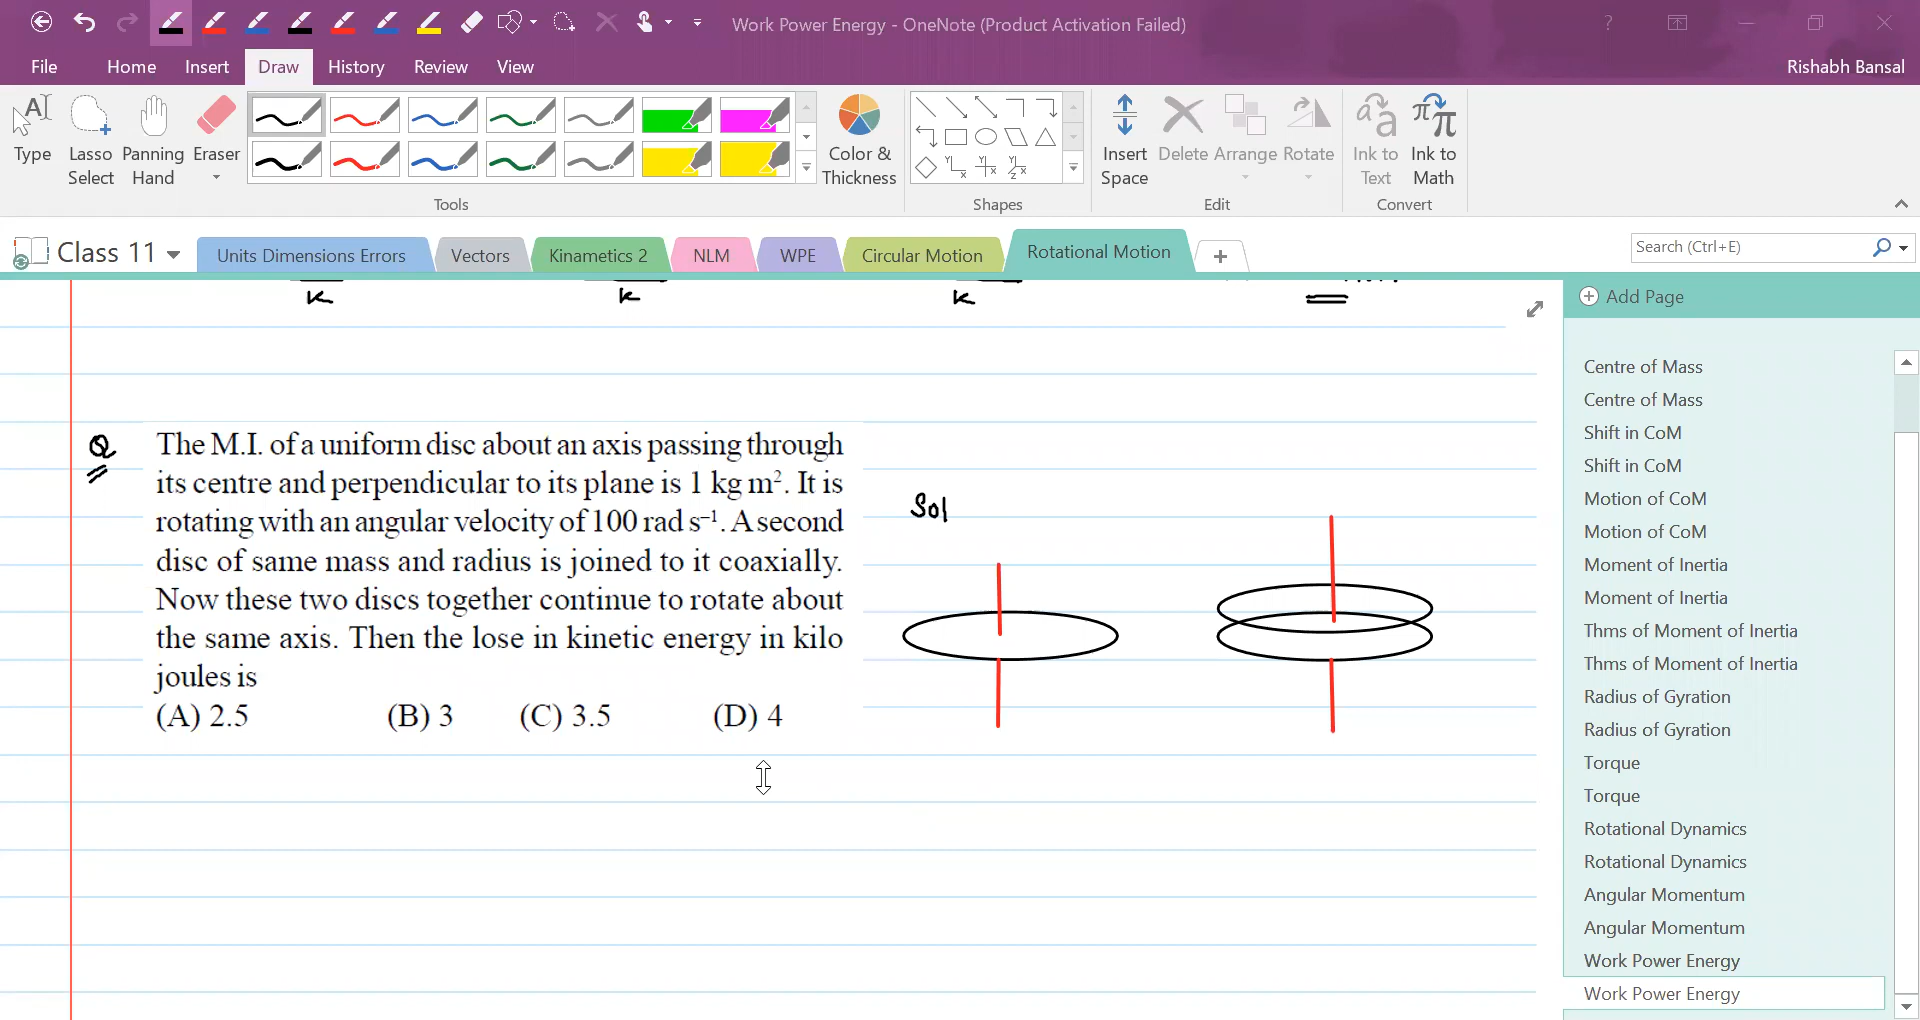 Work Power Energy - OneNote (Product Activation Failed)
?
File Home Insert Draw History Review View
Rishabh Bansal
Type
Lasso Select
Panning Hand
Eraser
Color & Thickness
Insert Space
Delete
Arrange
Rotate
Ink to Text
Ink to Math
Tools
Shapes
Edit
Convert
Class 11
Units Dimensions Errors
Vectors
Kinametics 2
NLM
WPE
Circular Motion
Rotational Motion
+
Search (Ctrl+E)
k k k
Q
The M.I. of a uniform disc about an axis passing through
its centre and perpendicular to its plane is 1 kg m². It is
rotating with an angular velocity of 100 rad s⁻¹. A second
disc of same mass and radius is joined to it coaxially.
Now these two discs together continue to rotate about
the same axis. Then the lose in kinetic energy in kilo
joules is
(A) 2.5 (B) 3 (C) 3.5 (D) 4
Sol
Add Page
Centre of Mass
Centre of Mass
Shift in CoM
Shift in CoM
Motion of CoM
Motion of CoM
Moment of Inertia
Moment of Inertia
Thms of Moment of Inertia
Thms of Moment of Inertia
Radius of Gyration
Radius of Gyration
Torque
Torque
Rotational Dynamics
Rotational Dynamics
Angular Momentum
Angular Momentum
Work Power Energy
Work Power Energy